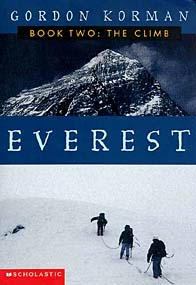 GORDON KORMAN
BOOK TWO: THE CLIMB
EVEREST
SCHOLASTIC